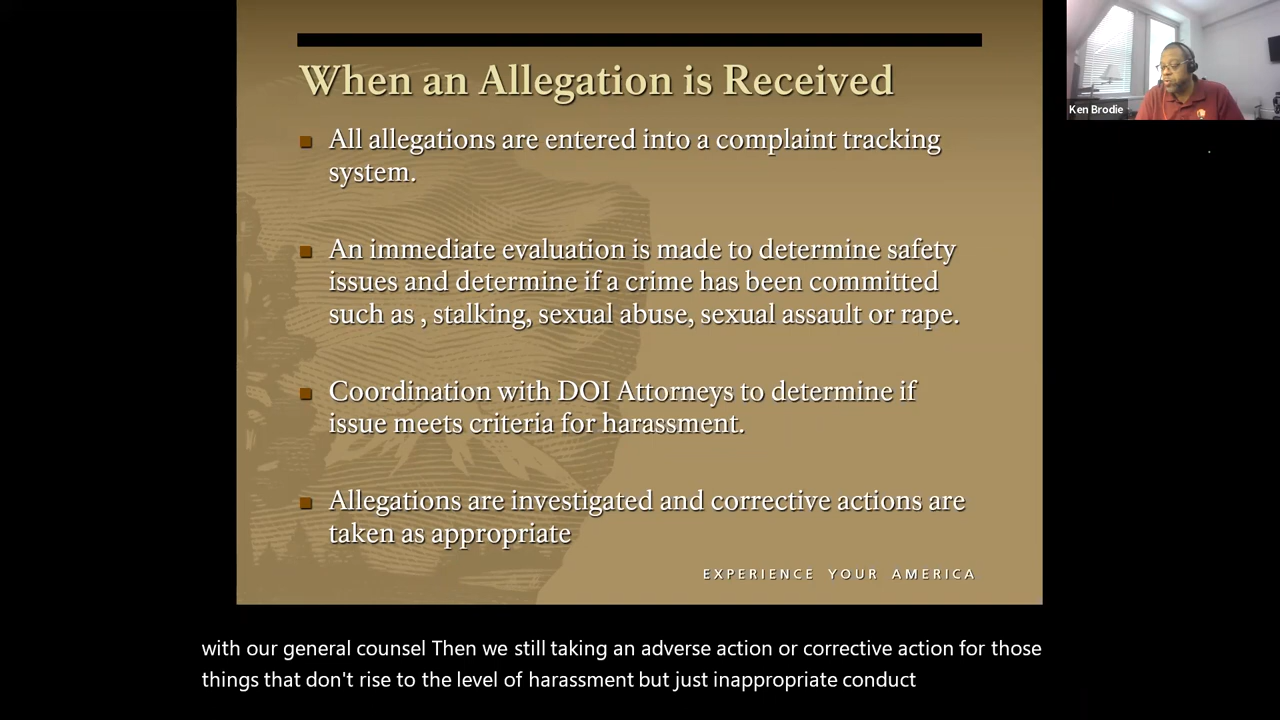 When an Allegation is Received
All allegations are entered into a complaint tracking
system.
An immediate evaluation is made to determine safety
issues and determine if a crime has been committed
such as , stalking, sexual abuse, sexual assault or rape.
Coordination with DOI Attorneys to determine if
issue meets criteria for harassment.
Allegations are investigated and corrective actions are
taken as appropriate
EXPERIENCE YOUR AMERICA
Ken Brodie
with our general counsel Then we still taking an adverse action or corrective action for those
things that don't rise to the level of harassment but just inappropriate conduct